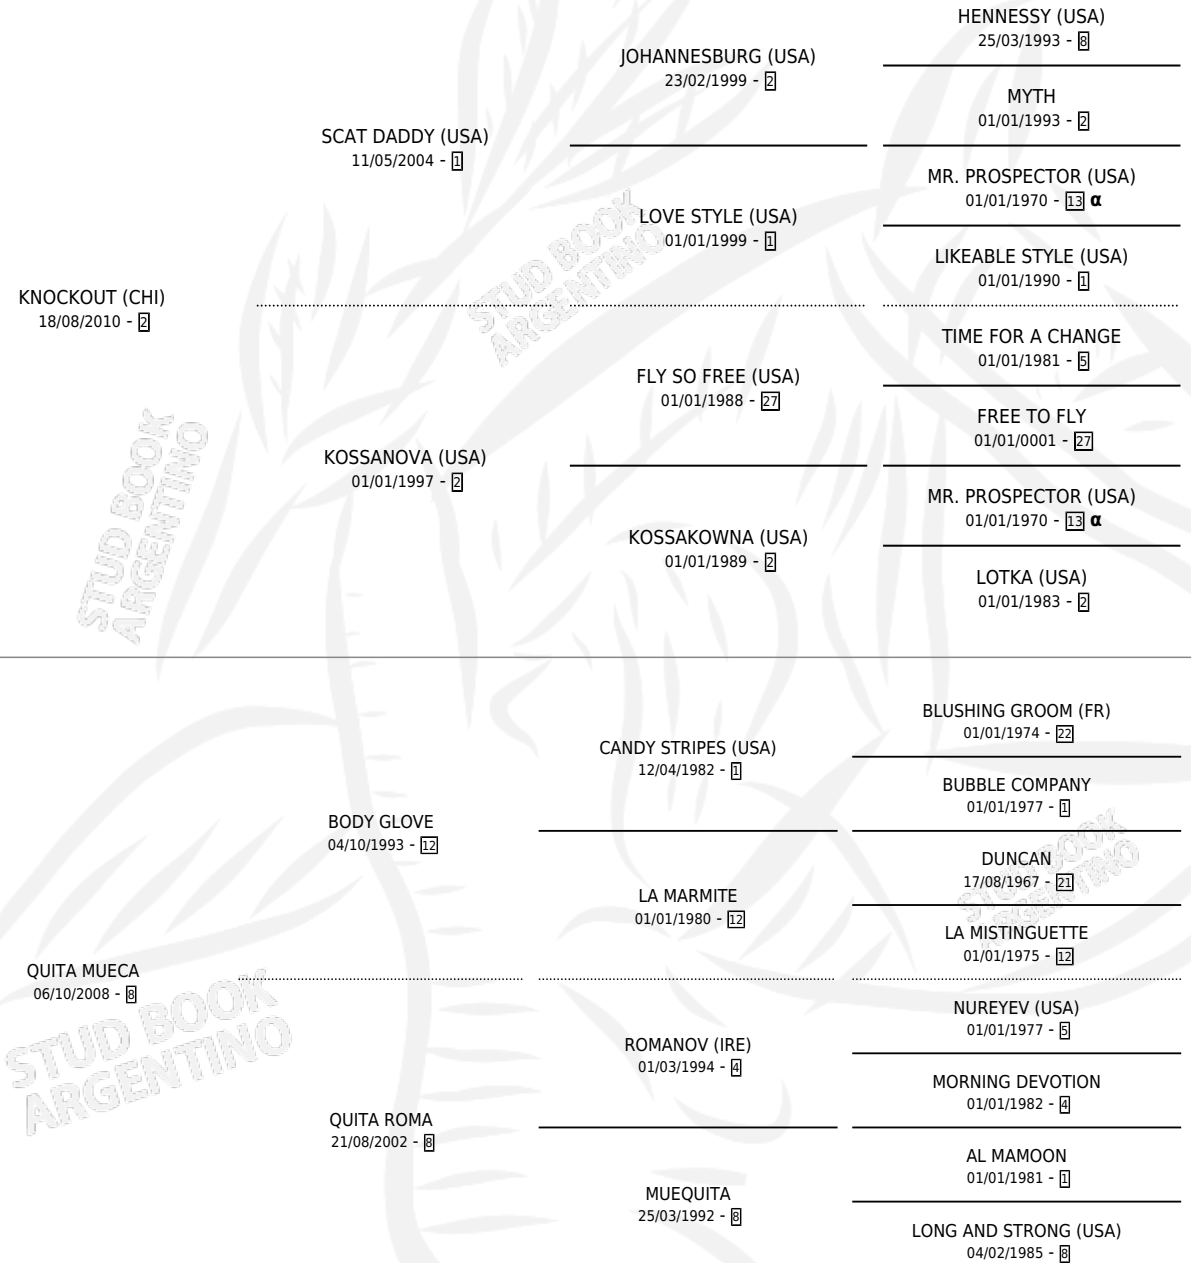 HENNESSY (USA)
25/03/1993 - 8
JOHANNESBURG (USA)
23/02/1999 - 2
MYTH
01/01/1993 - 2
SCAT DADDY (USA)
11/05/2004 - 1
MR. PROSPECTOR (USA)
01/01/1970 - 13 α
LOVE STYLE (USA)
01/01/1999 - 1
LIKEABLE STYLE (USA)
01/01/1990 - 1
KNOCKOUT (CHI)
18/08/2010 - 2
TIME FOR A CHANGE
01/01/1981 - 5
FLY SO FREE (USA)
01/01/1988 - 27
FREE TO FLY
01/01/0001 - 27
KOSSANOVA (USA)
01/01/1997 - 2
MR. PROSPECTOR (USA)
01/01/1970 - 13 α
KOSSAKOWNA (USA)
01/01/1989 - 2
LOTKA (USA)
01/01/1983 - 2
BLUSHING GROOM (FR)
01/01/1974 - 22
CANDY STRIPES (USA)
12/04/1982 - 1
BUBBLE COMPANY
01/01/1977 - 1
BODY GLOVE
04/10/1993 - 12
DUNCAN
17/08/1967 - 21
LA MARMITE
01/01/1980 - 12
LA MISTINGUETTE
01/01/1975 - 12
QUITA MUECA
06/10/2008 - 8
NUREYEV (USA)
01/01/1977 - 5
ROMANOV (IRE)
01/03/1994 - 4
MORNING DEVOTION
01/01/1982 - 4
QUITA ROMA
21/08/2002 - 8
AL MAMOON
01/01/1981 - 1
MUEQUITA
25/03/1992 - 8
LONG AND STRONG (USA)
04/02/1985 - 8
STUD BOOK
ARGENTINO
STUD BOOK
ARGENTINO
STUD BOOK
ARGENTINO
STUD BOOK
ARGENTINO